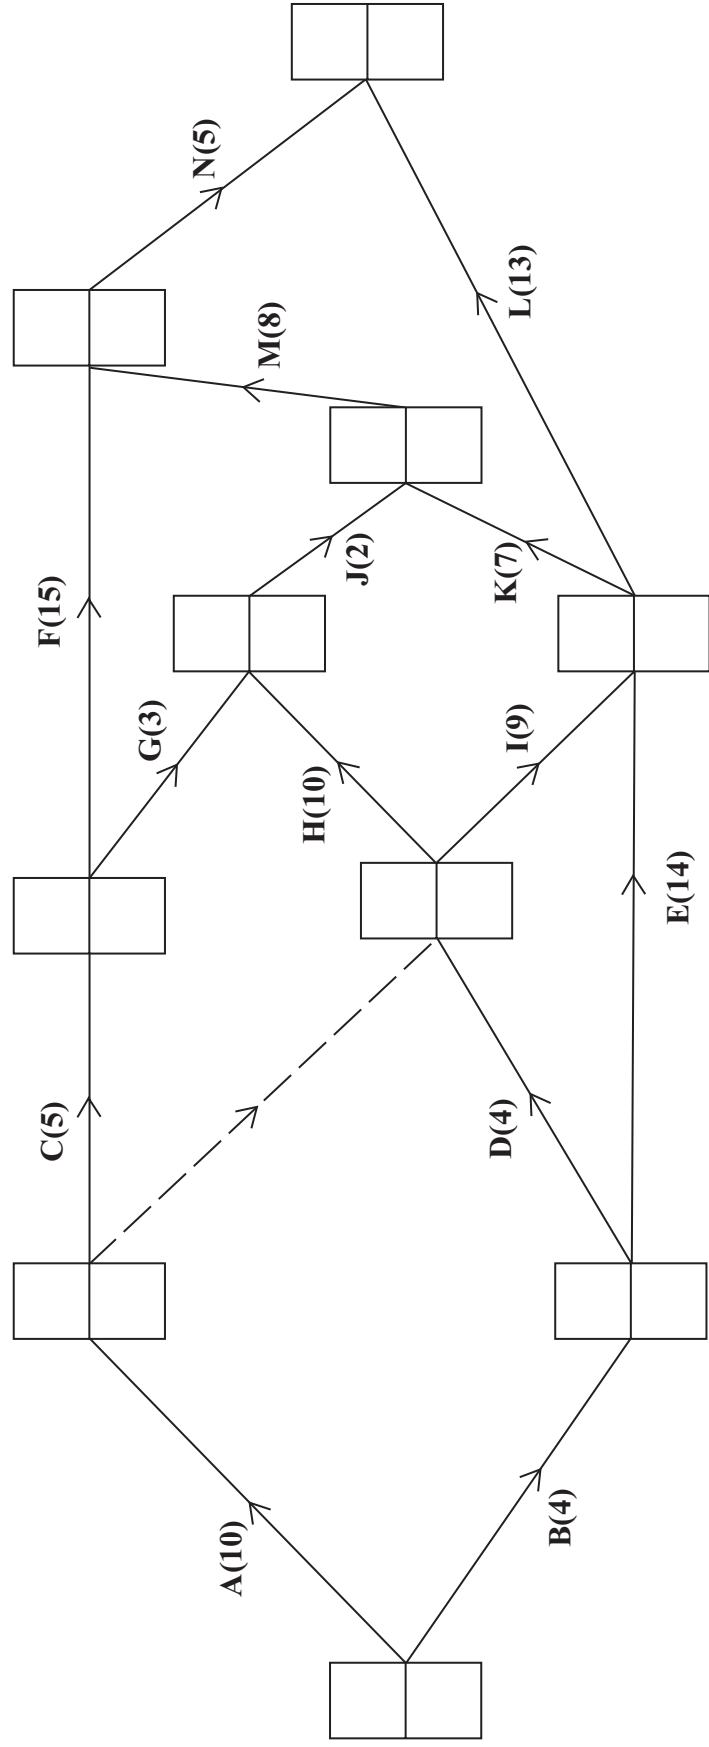 A(10)
B(4)
C(5)
D(4)
E(14)
F(15)
G(3)
H(10)
I(9)
J(2)
K(7)
M(8)
L(13)
N(5)